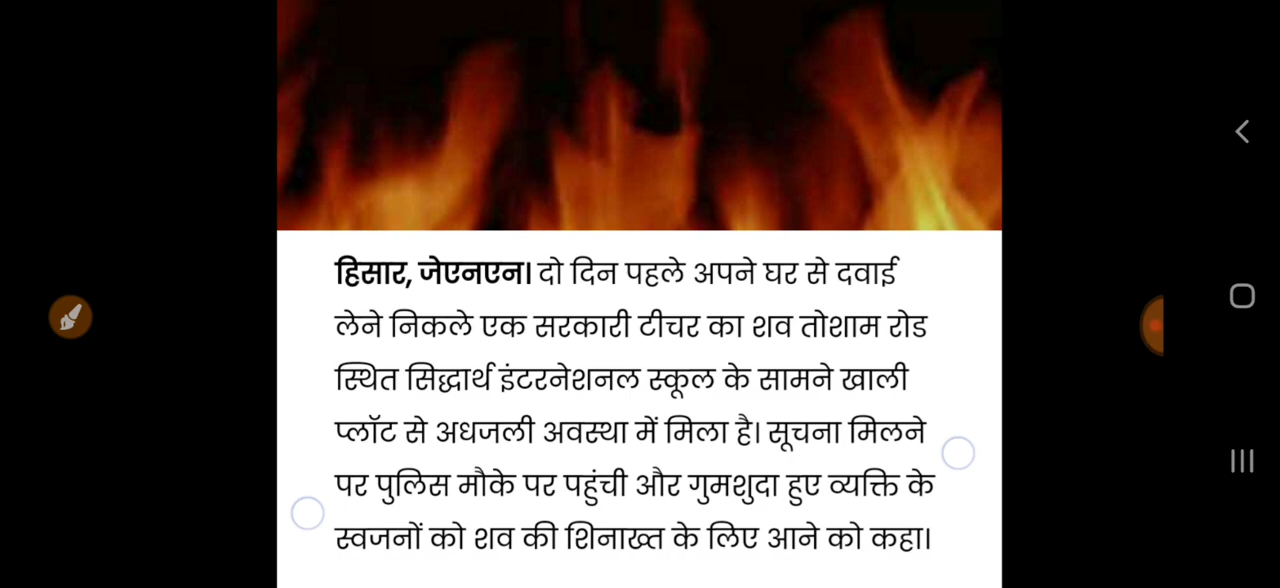 हिसार, जेएनएन। दो दिन पहले अपने घर से दवाई
लेने निकले एक सरकारी टीचर का शव तोशाम रोड
स्थित सिद्धार्थ इंटरनेशनल स्कूल के सामने खाली
प्लॉट से अधजली अवस्था में मिला है। सूचना मिलने
पर पुलिस मौके पर पहुंची और गुमशुदा हुए व्यक्ति के
स्वजनों को शव की शिनाख्त के लिए आने को कहा।